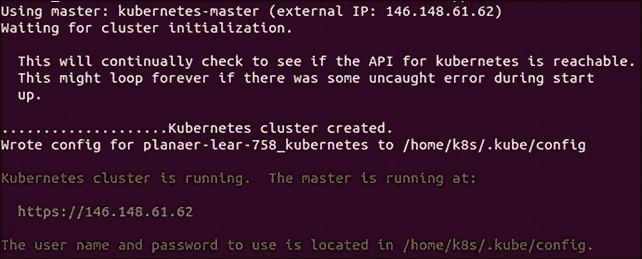 Using master: kubernetes-master (external IP: 146.148.61.62)
Waiting for cluster initialization.
This will continually check to see if the API for kubernetes is reachable.
This might loop forever if there was some uncaught error during start
up.
....................Kubernetes cluster created.
Wrote config for planaer-lear-758_kubernetes to /home/k8s/.kube/config
Kubernetes cluster is running.  The master is running at:
https://146.148.61.62
The user name and password to use is located in /home/k8s/.kube/config.